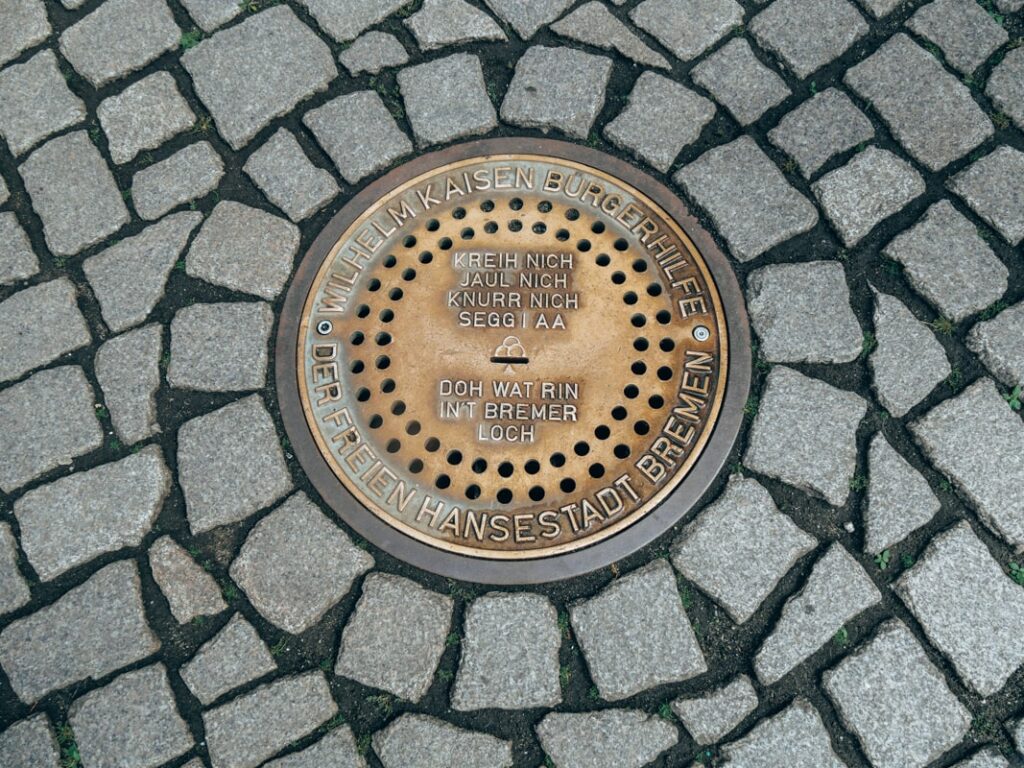 WILHELM KAISEN BÜRGERHILFE
KREIH NICH
JAUL NICH
KNURR NICH
SEGG I AA
DOH WAT RIN
IN'T BREMER
LOCH
DER FREIEN HANSESTADT BREMEN